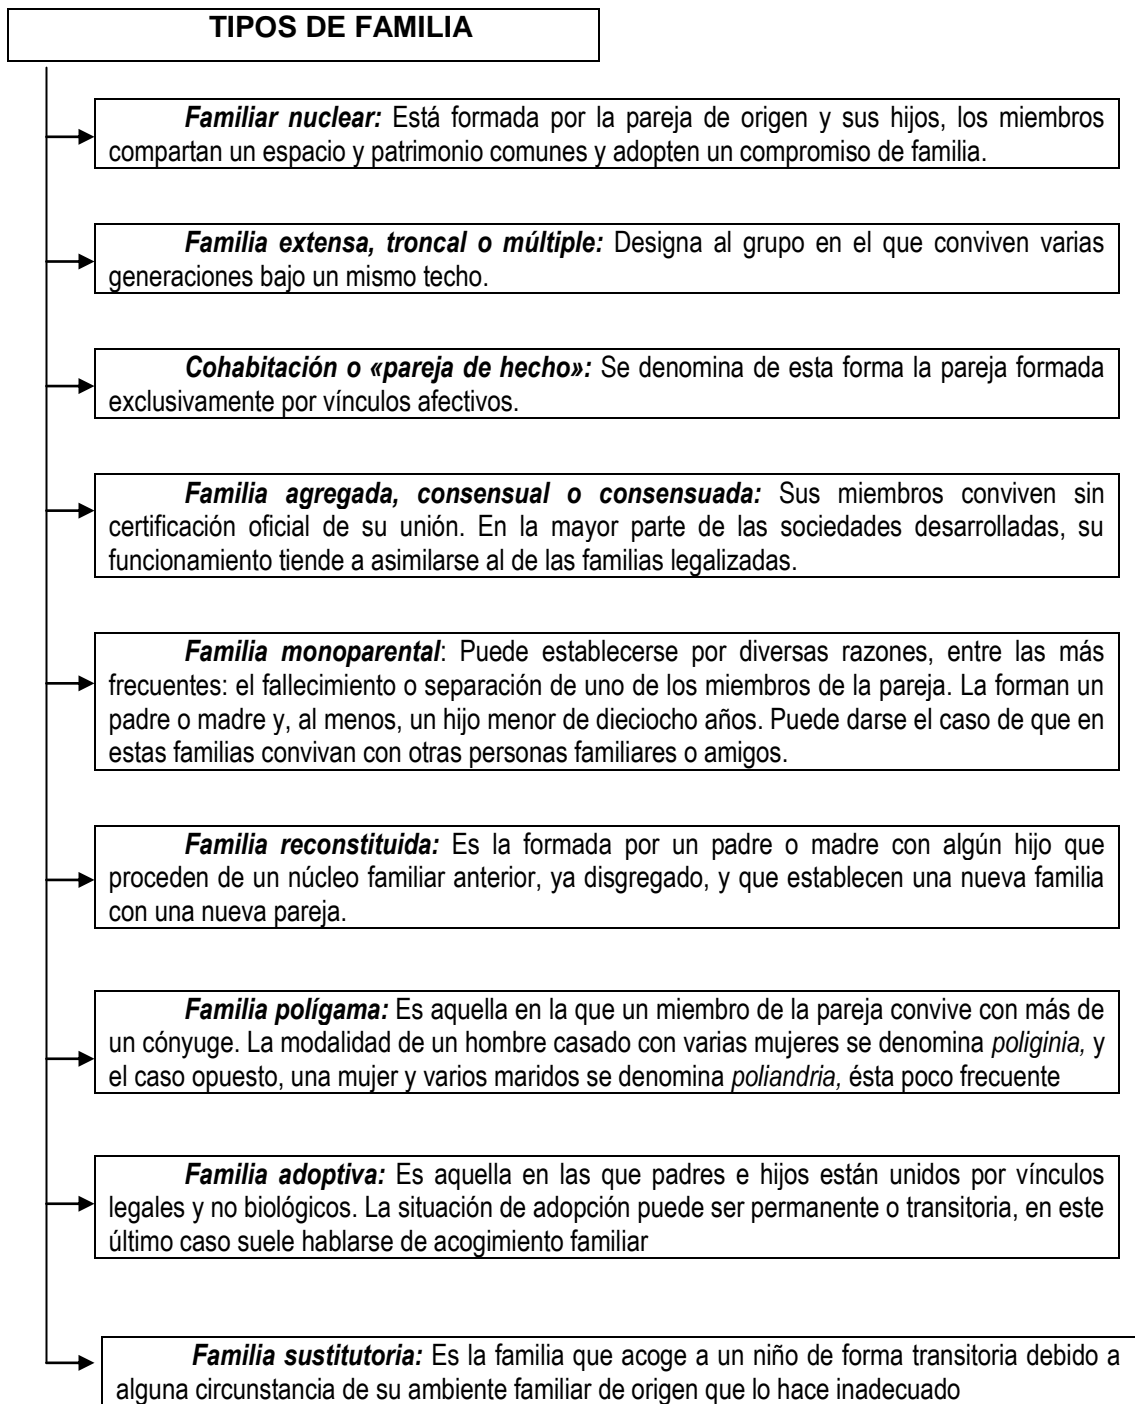 TIPOS DE FAMILIA
Familiar nuclear: Está formada por la pareja de origen y sus hijos, los miembros
compartan un espacio y patrimonio comunes y adopten un compromiso de familia.
Familia extensa, troncal o múltiple: Designa al grupo en el que conviven varias
generaciones bajo un mismo techo.
Cohabitación o «pareja de hecho»: Se denomina de esta forma la pareja formada
exclusivamente por vínculos afectivos.
Familia agregada, consensual o consensuada: Sus miembros conviven sin
certificación oficial de su unión. En la mayor parte de las sociedades desarrolladas, su
funcionamiento tiende a asimilarse al de las familias legalizadas.
Familia monoparental: Puede establecerse por diversas razones, entre las más
frecuentes: el fallecimiento o separación de uno de los miembros de la pareja. La forman un
padre o madre y, al menos, un hijo menor de dieciocho años. Puede darse el caso de que en
estas familias convivan con otras personas familiares o amigos.
Familia reconstituida: Es la formada por un padre o madre con algún hijo que
proceden de un núcleo familiar anterior, ya disgregado, y que establecen una nueva familia
con una nueva pareja.
Familia polígama: Es aquella en la que un miembro de la pareja convive con más de
un cónyuge. La modalidad de un hombre casado con varias mujeres se denomina poliginia, y
el caso opuesto, una mujer y varios maridos se denomina poliandria, ésta poco frecuente
Familia adoptiva: Es aquella en las que padres e hijos están unidos por vínculos
legales y no biológicos. La situación de adopción puede ser permanente o transitoria, en este
último caso suele hablarse de acogimiento familiar
Familia sustitutoria: Es la familia que acoge a un niño de forma transitoria debido a
alguna circunstancia de su ambiente familiar de origen que lo hace inadecuado